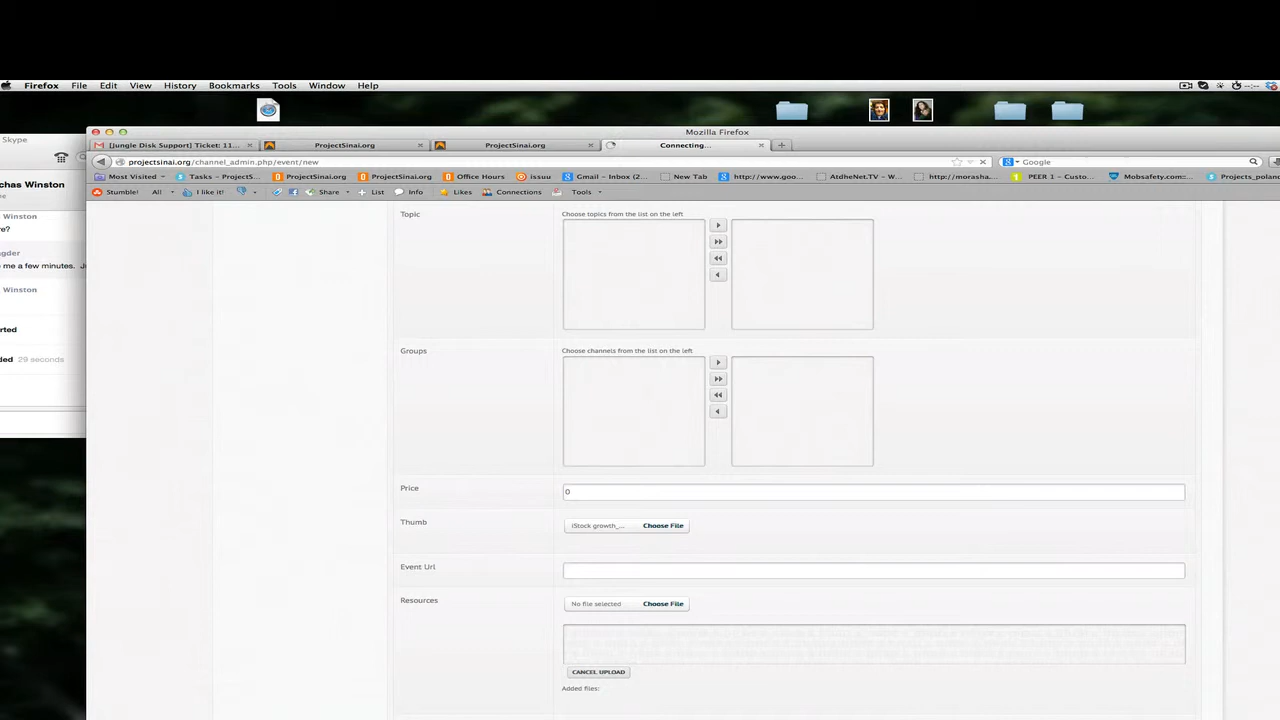 Firefox File Edit View History Bookmarks Tools Window Help --:--
Mozilla Firefox
Skype
[Jungle Disk Support] Ticket: 11... ProjectSinai.org ProjectSinai.org Connecting...
projectsinai.org/channel_admin.php/event/new Google
Most Visited Tasks - ProjectS... ProjectSinai.org ProjectSinai.org Office Hours issuu Gmail - Inbox (2... New Tab http://www.goo... AtdheNet.TV - W... http://morasha... PEER 1 - Custo... Mobsafety.com::... Projects_poland
Stumble! All I like it! Share List Info Likes Connections Tools
chas Winston
ne
Winston
re?
agder
me a few minutes. J
Winston
rted
ded 29 seconds
Topic
Choose topics from the list on the left
Groups
Choose channels from the list on the left
Price
0
Thumb
iStock growth_... Choose File
Event Url
Resources
No file selected Choose File
CANCEL UPLOAD
Added files: